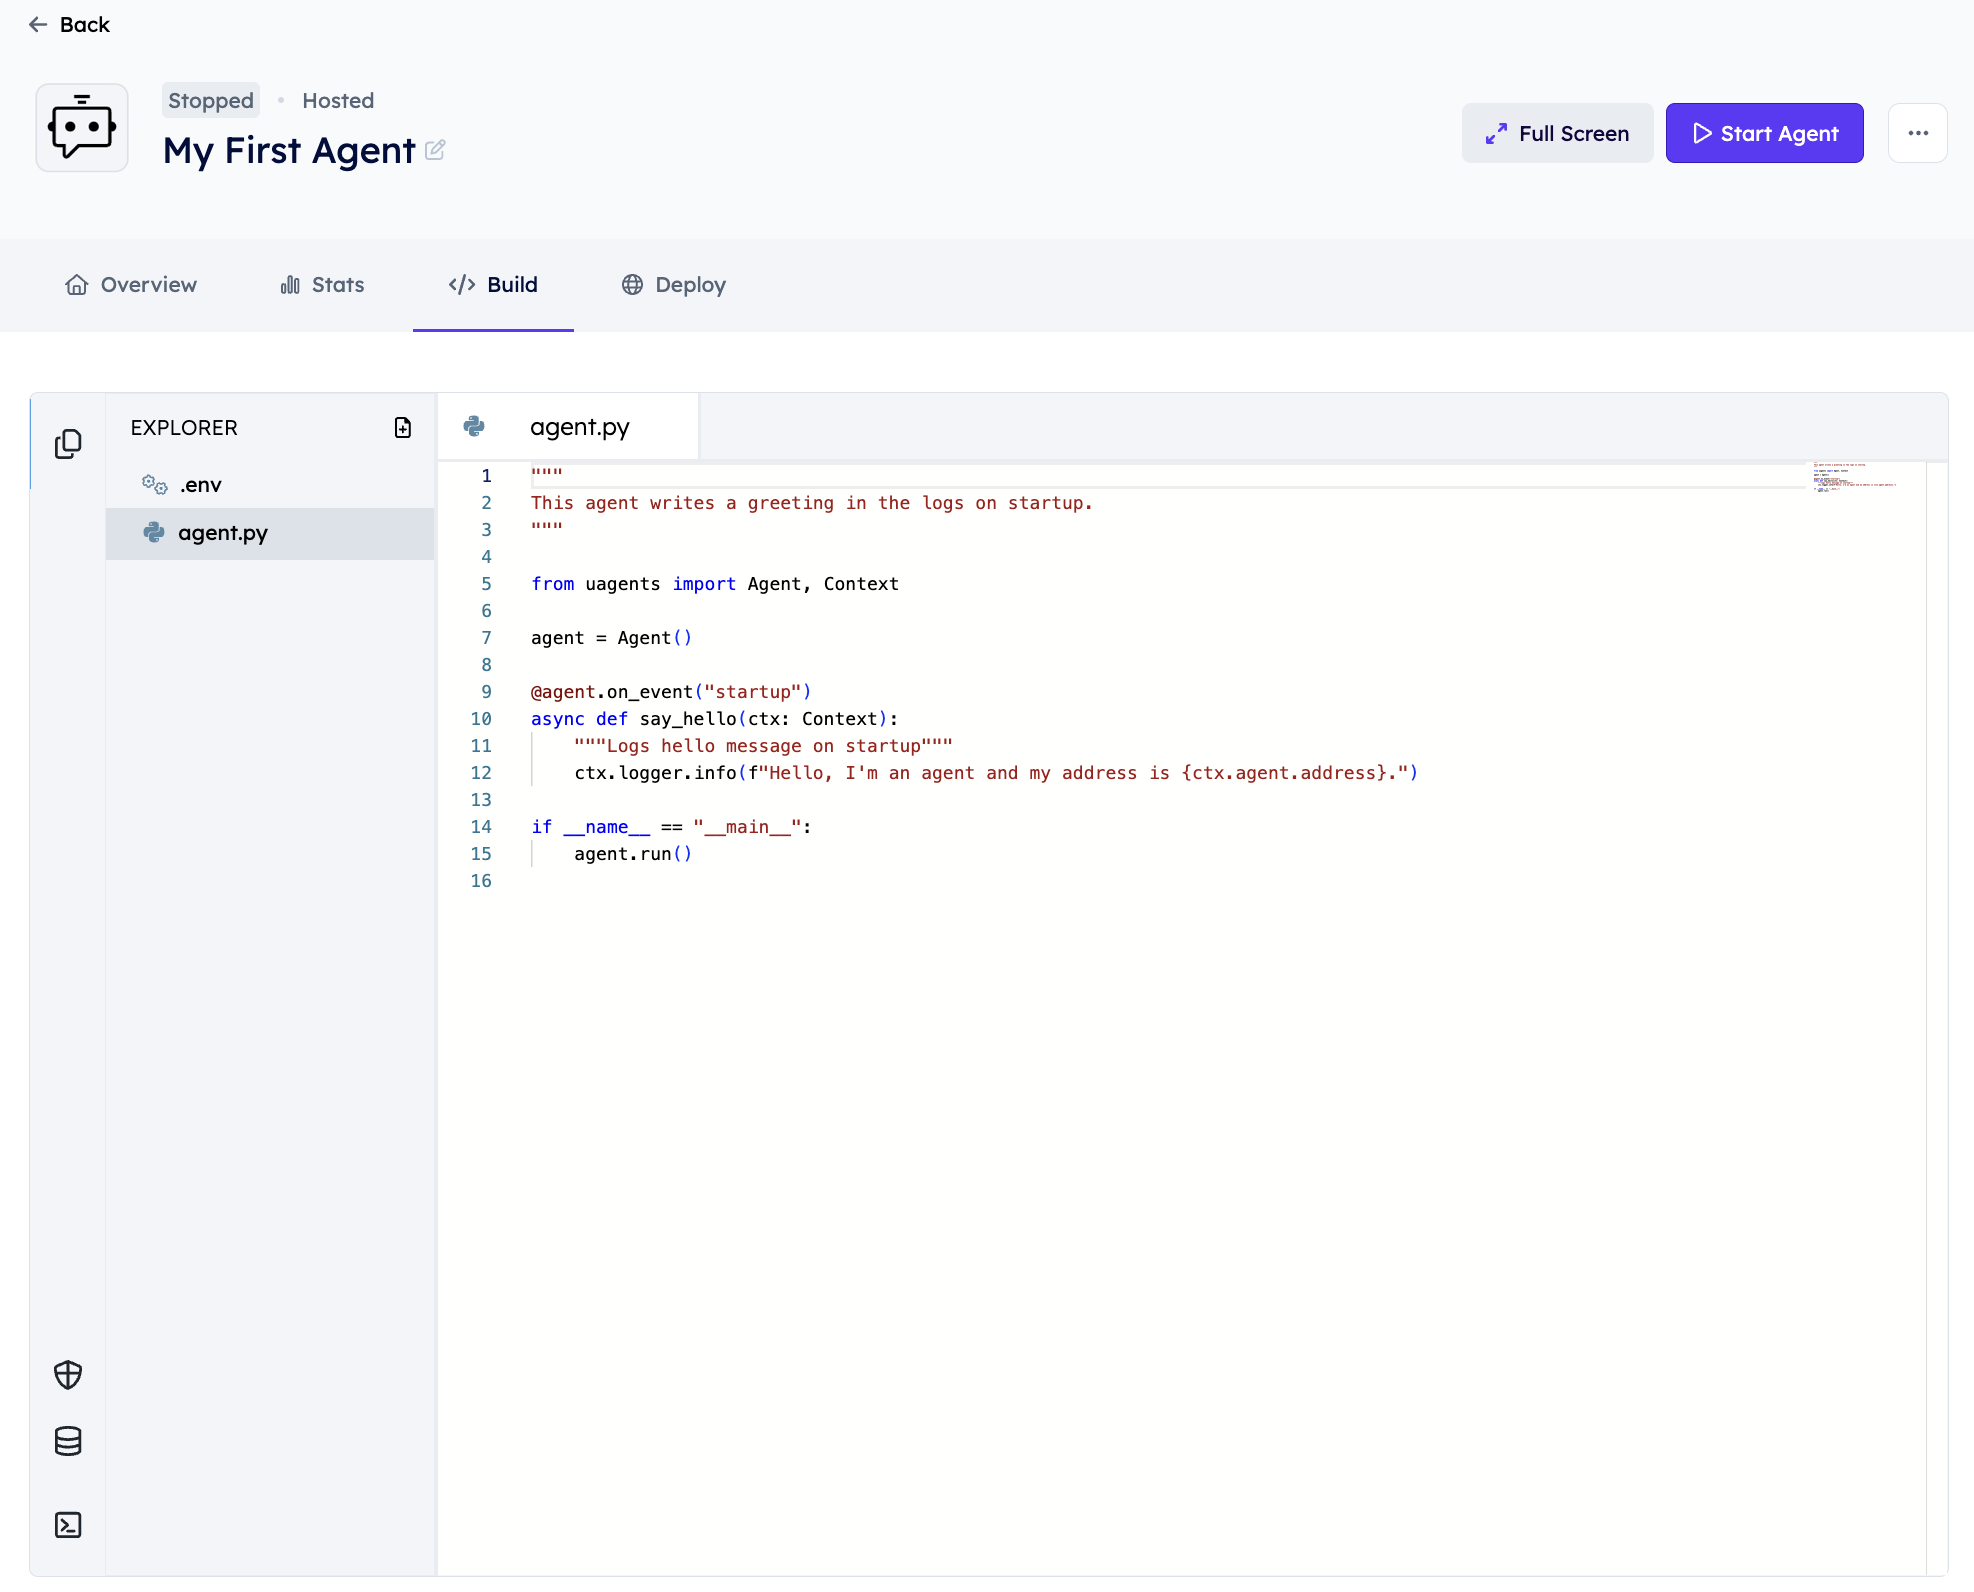 Back
Stopped • Hosted
My First Agent
Full Screen
Start Agent
Overview
Stats
</> Build
Deploy
EXPLORER
.env
agent.py
agent.py
1 """
2 This agent writes a greeting in the logs on startup.
3 """
4
5 from uagents import Agent, Context
6
7 agent = Agent()
8
9 @agent.on_event("startup")
10 async def say_hello(ctx: Context):
11     """Logs hello message on startup"""
12     ctx.logger.info(f"Hello, I'm an agent and my address is {ctx.agent.address}.")
13
14 if __name__ == "__main__":
15     agent.run()
16